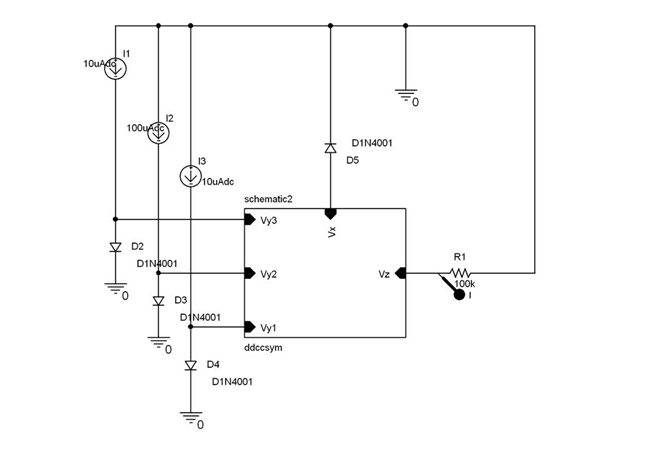 I1
10uAdc
I2
100uAdc
I3
10uAdc
0
D1N4001
D5
schematic2
Vx
Vy3
D2
D1N4001
0
Vy2
Vz
R1
100k
I
D3
D1N4001
0
Vy1
ddccsym
D4
D1N4001
0